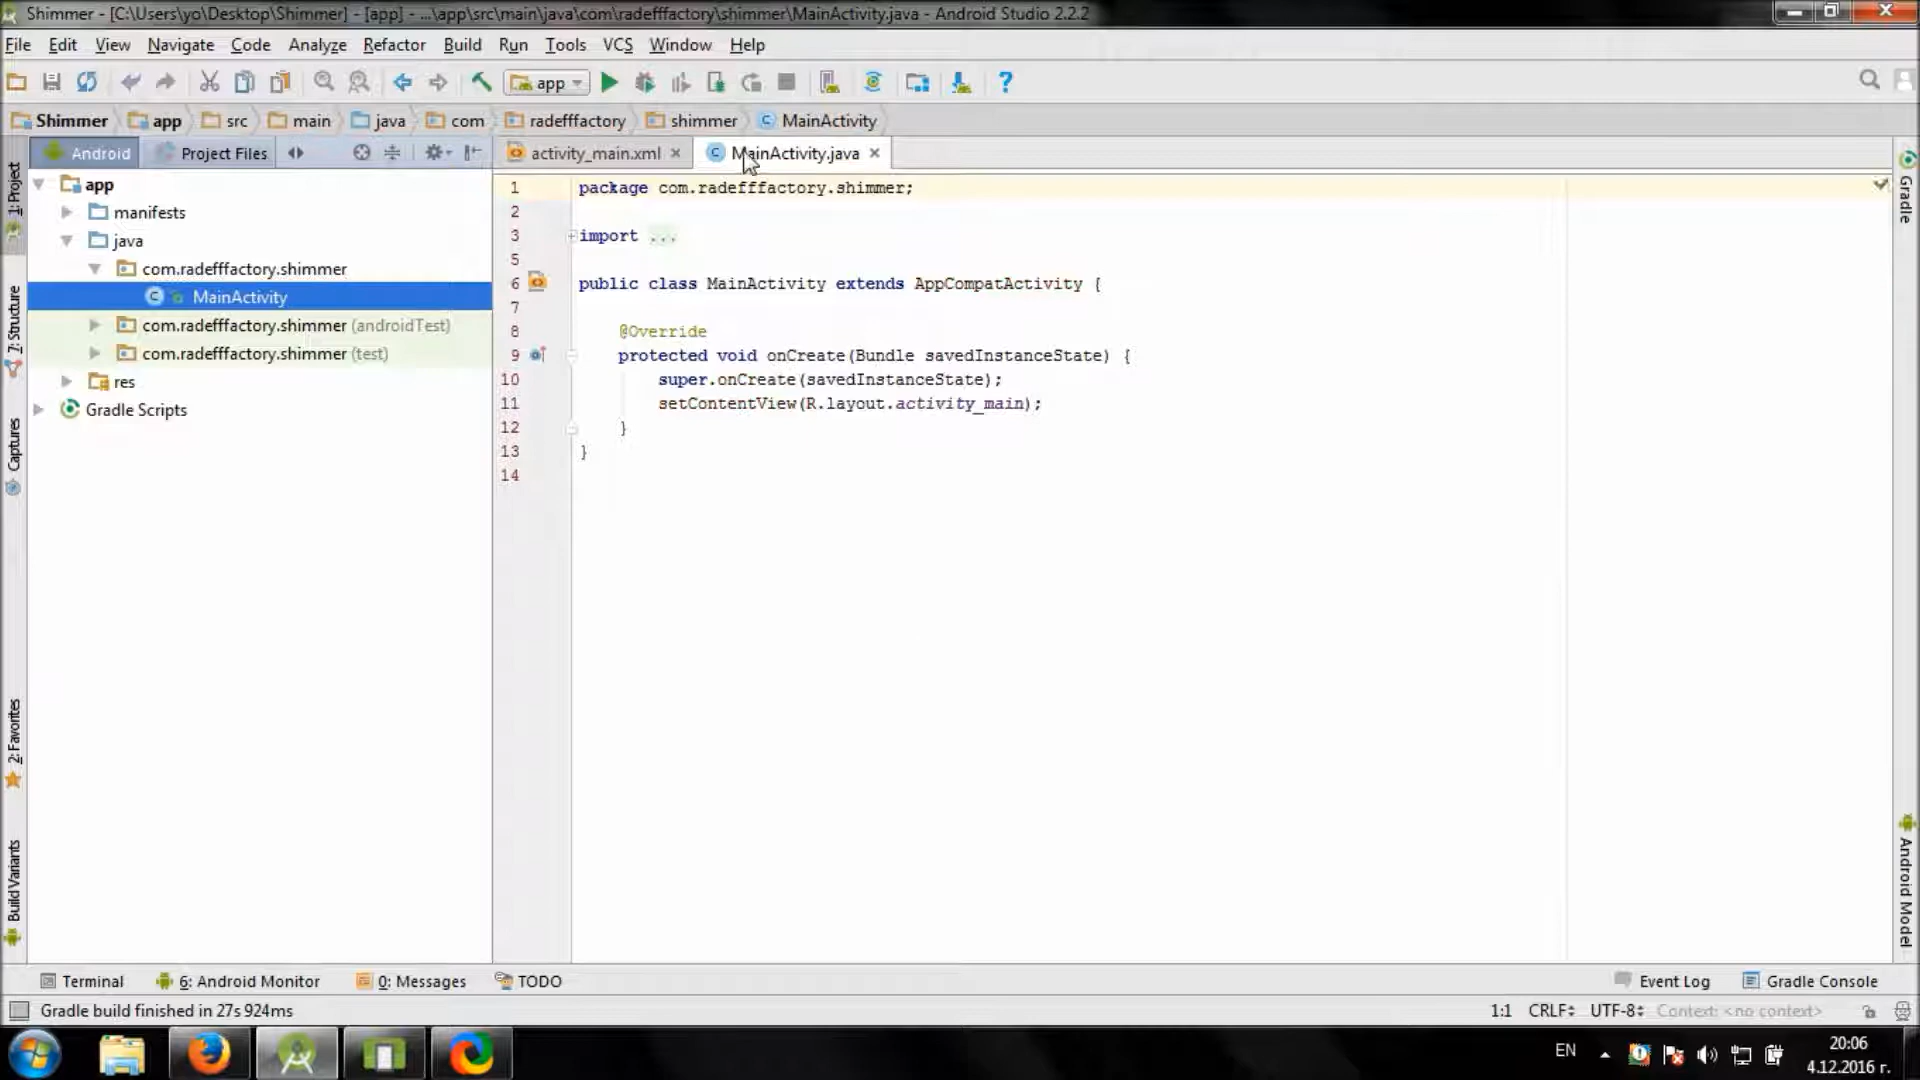 Shimmer - [C:\Users\yo\Desktop\Shimmer] - [app] - ...\app\src\main\java\com\radefffactory\shimmer\MainActivity.java - Android Studio 2.2.2
File Edit View Navigate Code Analyze Refactor Build Run Tools VCS Window Help
app
Shimmer app src main java com radefffactory shimmer MainActivity
Android Project Files activity_main.xml MainActivity.java
1: Project
7: Structure
Captures
2: Favorites
Build Variants
app
manifests
java
com.radefffactory.shimmer
MainActivity
com.radefffactory.shimmer (androidTest)
com.radefffactory.shimmer (test)
res
Gradle Scripts
1 package com.radefffactory.shimmer;
2
3 import ...
5
6 public class MainActivity extends AppCompatActivity {
7
8 @Override
9 protected void onCreate(Bundle savedInstanceState) {
10 super.onCreate(savedInstanceState);
11 setContentView(R.layout.activity_main);
12 }
13 }
14
Gradle
Android Model
Terminal 6: Android Monitor 0: Messages TODO Event Log Gradle Console
Gradle build finished in 27s 924ms 1:1 CRLF UTF-8 Context: <no context>
EN 20:06
4.12.2016 г.